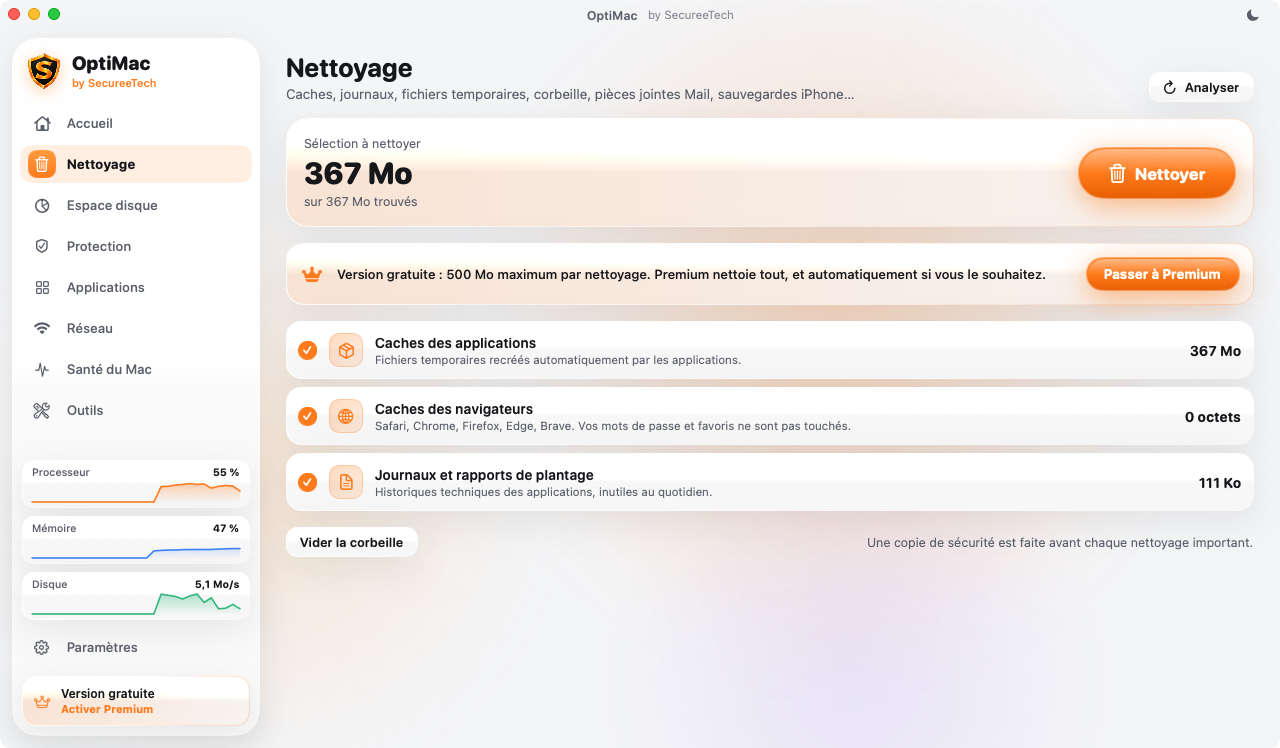 OptiMac by SecureeTech
OptiMac
by SecureeTech
Accueil
Nettoyage
Espace disque
Protection
Applications
Réseau
Santé du Mac
Outils
Processeur 55 %
Mémoire 47 %
Disque 5,1 Mo/s
Paramètres
Version gratuite
Activer Premium
Nettoyage
Caches, journaux, fichiers temporaires, corbeille, pièces jointes Mail, sauvegardes iPhone...
Analyser
Sélection à nettoyer
367 Mo
sur 367 Mo trouvés
Nettoyer
Version gratuite : 500 Mo maximum par nettoyage. Premium nettoie tout, et automatiquement si vous le souhaitez.
Passer à Premium
Caches des applications
Fichiers temporaires recréés automatiquement par les applications.
367 Mo
Caches des navigateurs
Safari, Chrome, Firefox, Edge, Brave. Vos mots de passe et favoris ne sont pas touchés.
0 octets
Journaux et rapports de plantage
Historiques techniques des applications, inutiles au quotidien.
111 Ko
Vider la corbeille
Une copie de sécurité est faite avant chaque nettoyage important.